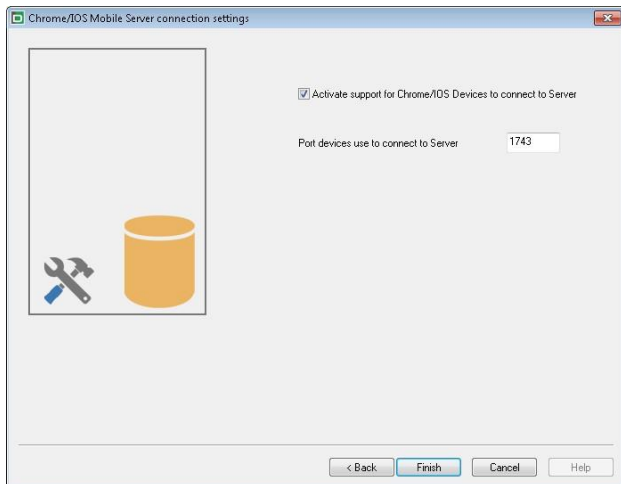 Chrome/IOS Mobile Server connection settings
Activate support for Chrome/IOS Devices to connect to Server
Port devices use to connect to Server 1743
< Back Finish Cancel Help